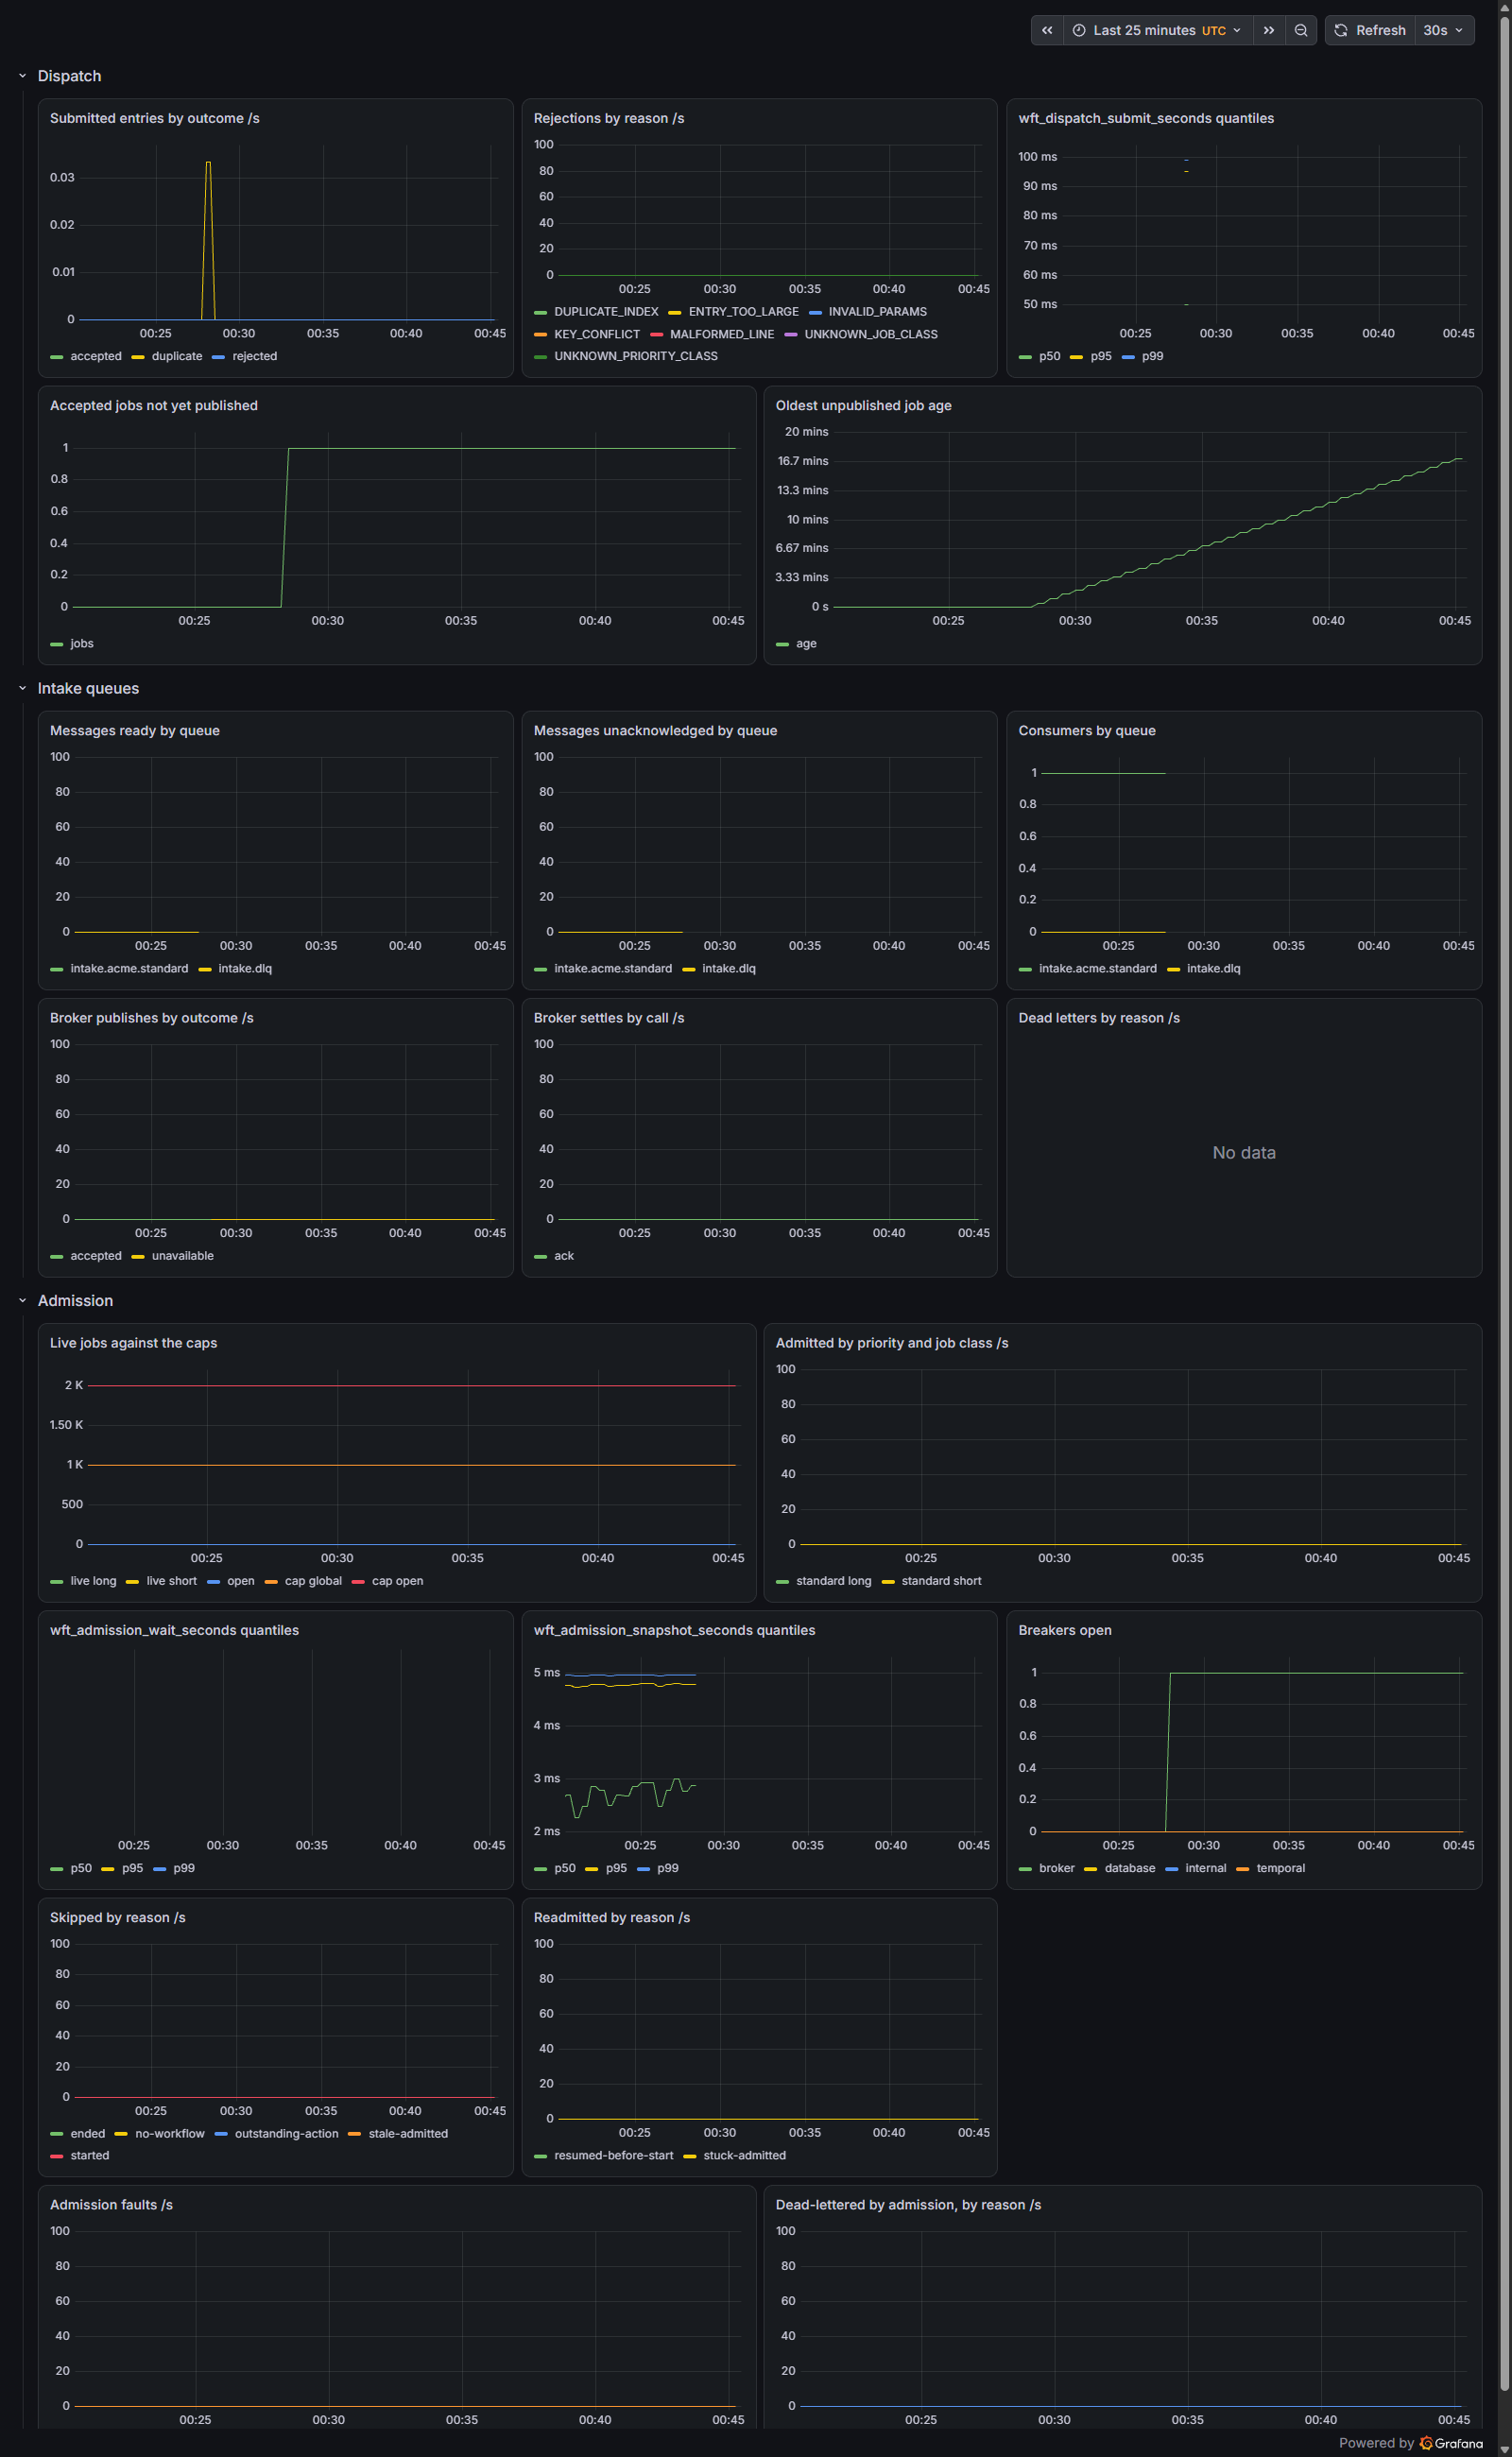 Last 25 minutes UTC
Refresh 30s
Dispatch
Submitted entries by outcome /s
0.03
0.02
0.01
0
00:25 00:30 00:35 00:40 00:45
accepted duplicate rejected
Rejections by reason /s
100
80
60
40
20
0
00:25 00:30 00:35 00:40 00:45
DUPLICATE_INDEX ENTRY_TOO_LARGE INVALID_PARAMS
KEY_CONFLICT MALFORMED_LINE UNKNOWN_JOB_CLASS
UNKNOWN_PRIORITY_CLASS
wft_dispatch_submit_seconds quantiles
100 ms
90 ms
80 ms
70 ms
60 ms
50 ms
00:25 00:30 00:35 00:40 00:45
p50 p95 p99
Accepted jobs not yet published
1
0.8
0.6
0.4
0.2
0
00:25 00:30 00:35 00:40 00:45
jobs
Oldest unpublished job age
20 mins
16.7 mins
13.3 mins
10 mins
6.67 mins
3.33 mins
0 s
00:25 00:30 00:35 00:40 00:45
age
Intake queues
Messages ready by queue
100
80
60
40
20
0
00:25 00:30 00:35 00:40 00:45
intake.acme.standard intake.dlq
Messages unacknowledged by queue
100
80
60
40
20
0
00:25 00:30 00:35 00:40 00:45
intake.acme.standard intake.dlq
Consumers by queue
1
0.8
0.6
0.4
0.2
0
00:25 00:30 00:35 00:40 00:45
intake.acme.standard intake.dlq
Broker publishes by outcome /s
100
80
60
40
20
0
00:25 00:30 00:35 00:40 00:45
accepted unavailable
Broker settles by call /s
100
80
60
40
20
0
00:25 00:30 00:35 00:40 00:45
ack
Dead letters by reason /s
No data
Admission
Live jobs against the caps
2 K
1.50 K
1 K
500
0
00:25 00:30 00:35 00:40 00:45
live long live short open cap global cap open
Admitted by priority and job class /s
100
80
60
40
20
0
00:25 00:30 00:35 00:40 00:45
standard long standard short
wft_admission_wait_seconds quantiles
00:25 00:30 00:35 00:40 00:45
p50 p95 p99
wft_admission_snapshot_seconds quantiles
5 ms
4 ms
3 ms
2 ms
00:25 00:30 00:35 00:40 00:45
p50 p95 p99
Breakers open
1
0.8
0.6
0.4
0.2
0
00:25 00:30 00:35 00:40 00:45
broker database internal temporal
Skipped by reason /s
100
80
60
40
20
0
00:25 00:30 00:35 00:40 00:45
ended no-workflow outstanding-action stale-admitted
started
Readmitted by reason /s
100
80
60
40
20
0
00:25 00:30 00:35 00:40 00:45
resumed-before-start stuck-admitted
Admission faults /s
100
80
60
40
20
0
00:25 00:30 00:35 00:40 00:45
Dead-lettered by admission, by reason /s
100
80
60
40
20
0
00:25 00:30 00:35 00:40 00:45
Powered by Grafana